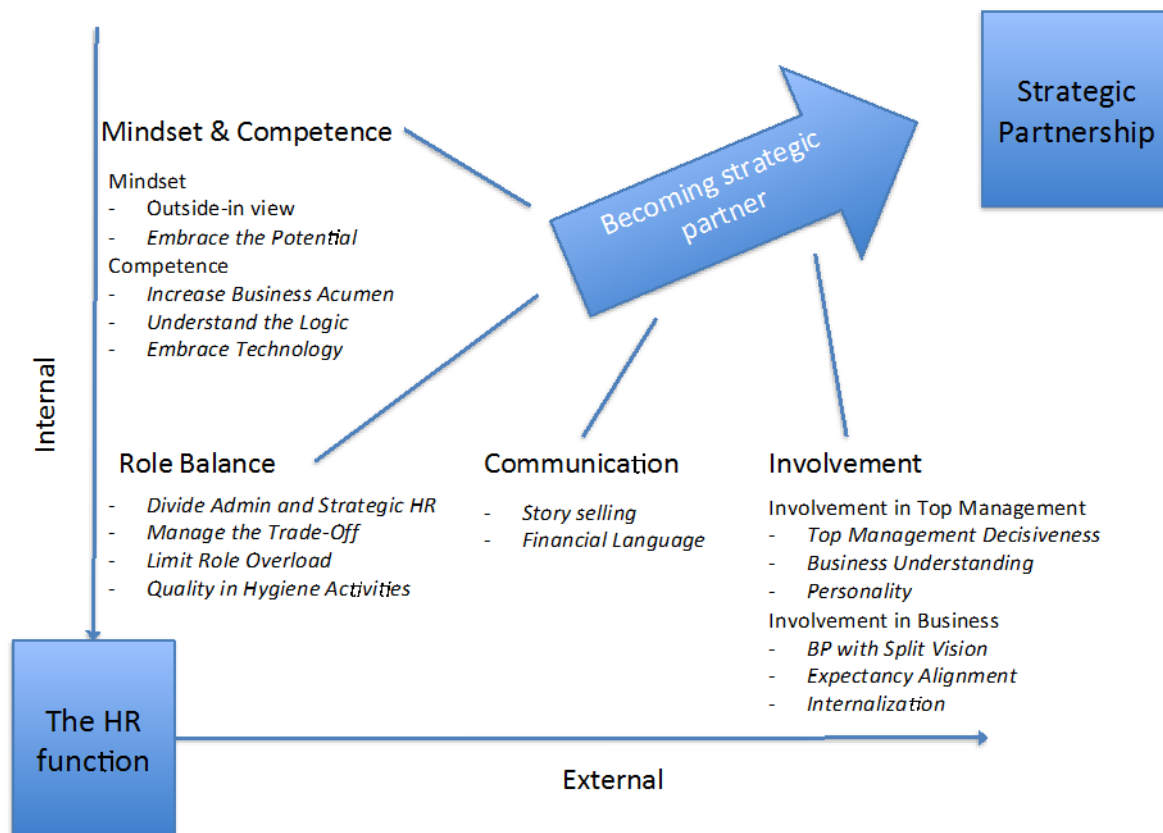 Strategic
Partnership
Becoming strategic
partner
Mindset & Competence
Mindset
- Outside-in view
- Embrace the Potential
Competence
- Increase Business Acumen
- Understand the Logic
- Embrace Technology
Internal
Role Balance
- Divide Admin and Strategic HR
- Manage the Trade-Off
- Limit Role Overload
- Quality in Hygiene Activities
Communication
- Story selling
- Financial Language
Involvement
Involvement in Top Management
- Top Management Decisiveness
- Business Understanding
- Personality
Involvement in Business
- BP with Split Vision
- Expectancy Alignment
- Internalization
The HR
function
External